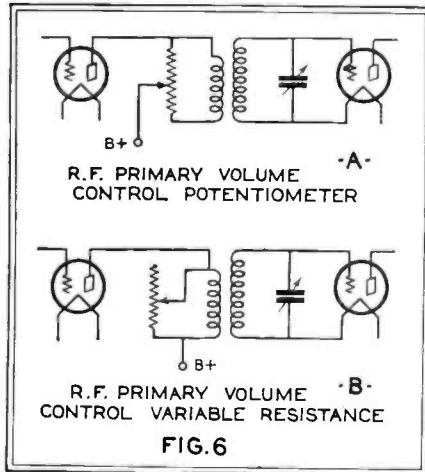 B+
R.F. PRIMARY VOLUME -A-
CONTROL POTENTIOMETER
B+
R.F. PRIMARY VOLUME -B-
CONTROL VARIABLE RESISTANCE
FIG.6